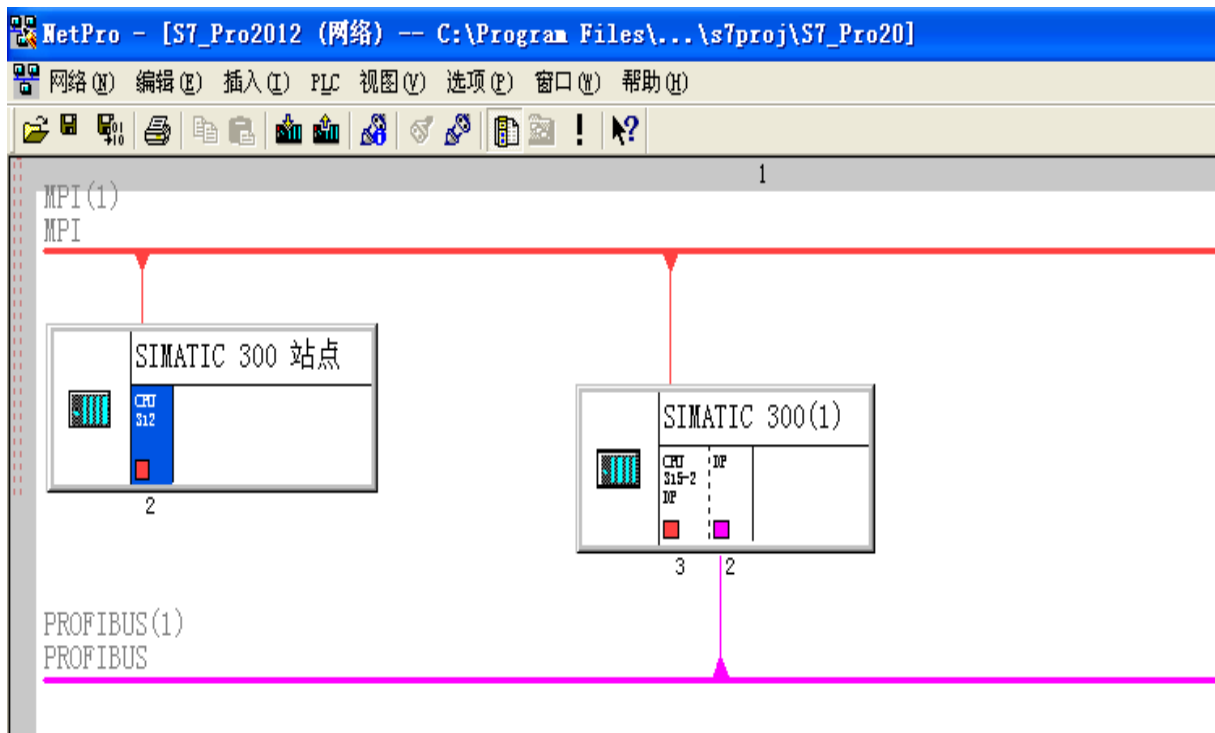 NetPro - [S7_Pro2012 (网络) -- C:\Program Files\...\s7proj\S7_Pro20]
网络(N) 编辑(E) 插入(I) PLC 视图(V) 选项(P) 窗口(W) 帮助(H)
1
MPI(1)
MPI
SIMATIC 300 站点
CPU
312
2
SIMATIC 300(1)
CPU DP
315-2
DP
3 2
PROFIBUS(1)
PROFIBUS